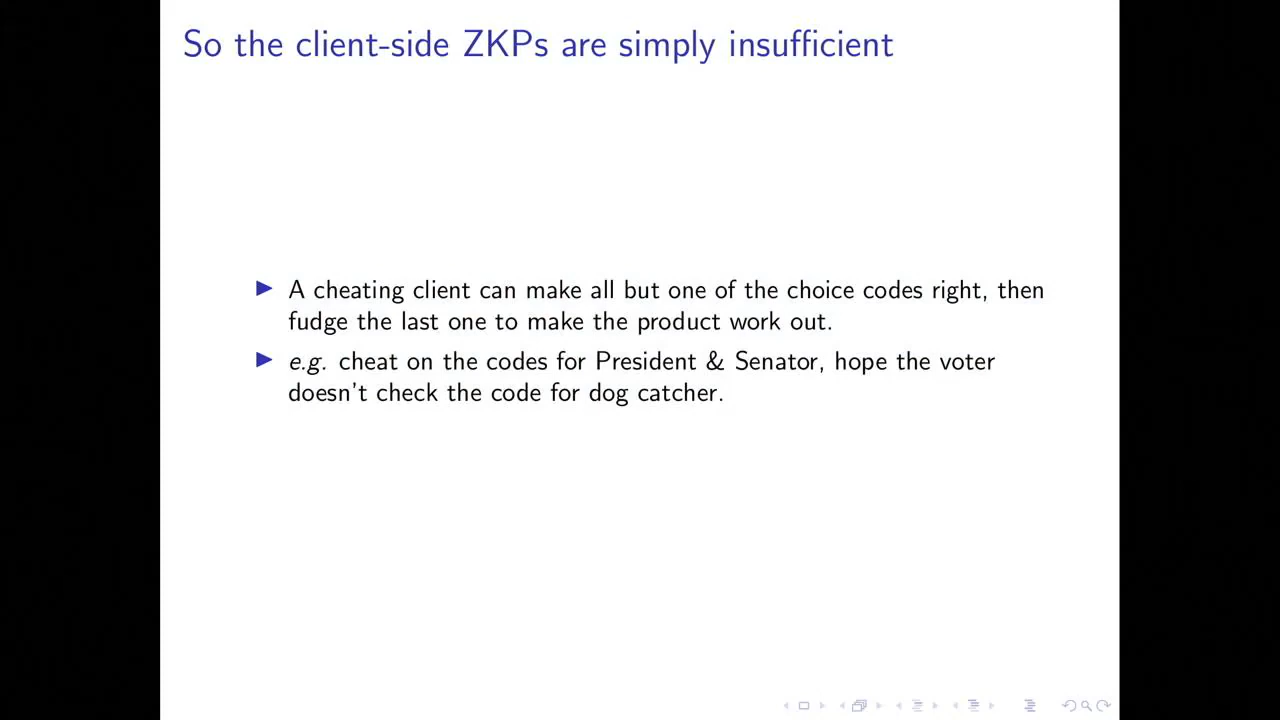 So the client-side ZKPs are simply insufficient
A cheating client can make all but one of the choice codes right, then
fudge the last one to make the product work out.
e.g. cheat on the codes for President & Senator, hope the voter
doesn't check the code for dog catcher.